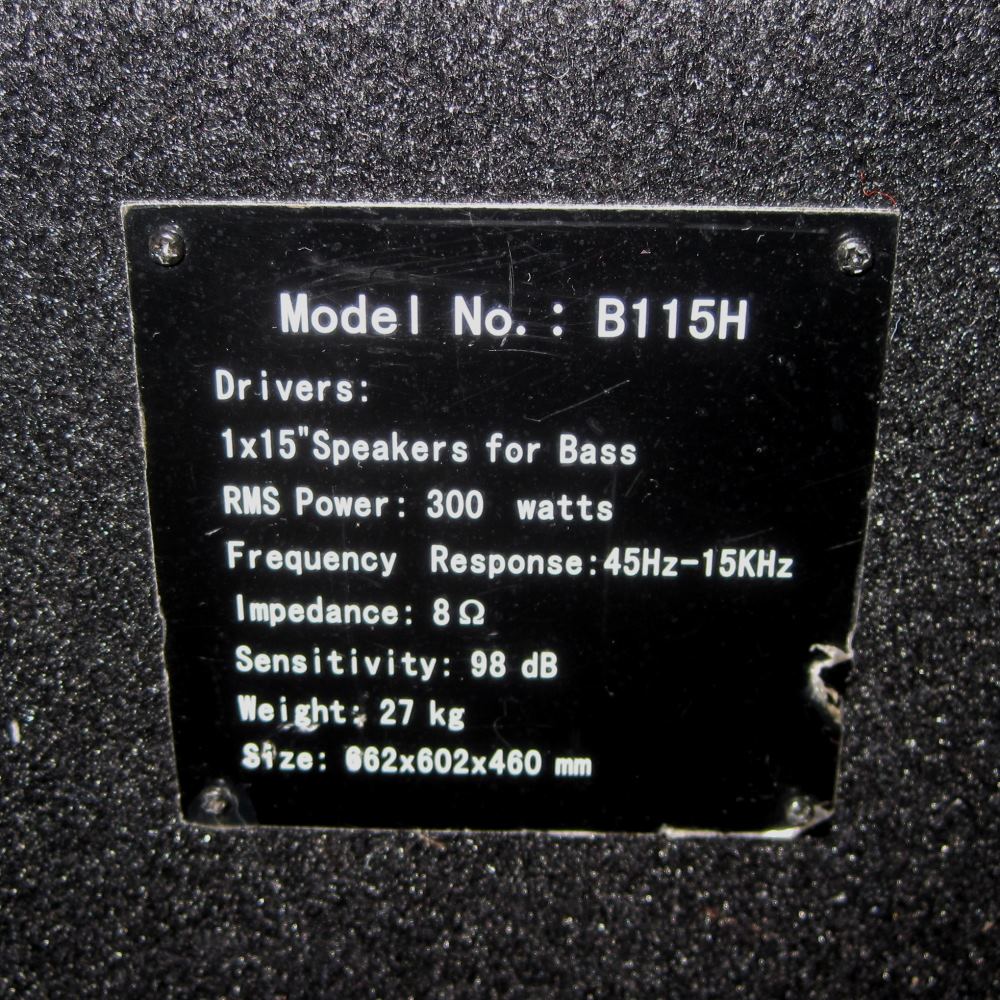 Model No.: B115H
Drivers:
1x15"Speakers for Bass
RMS Power: 300 watts
Frequency Response:45Hz-15KHz
Impedance: 8Ω
Sensitivity: 98 dB
Weight: 27 kg
Size: 662x602x460 mm